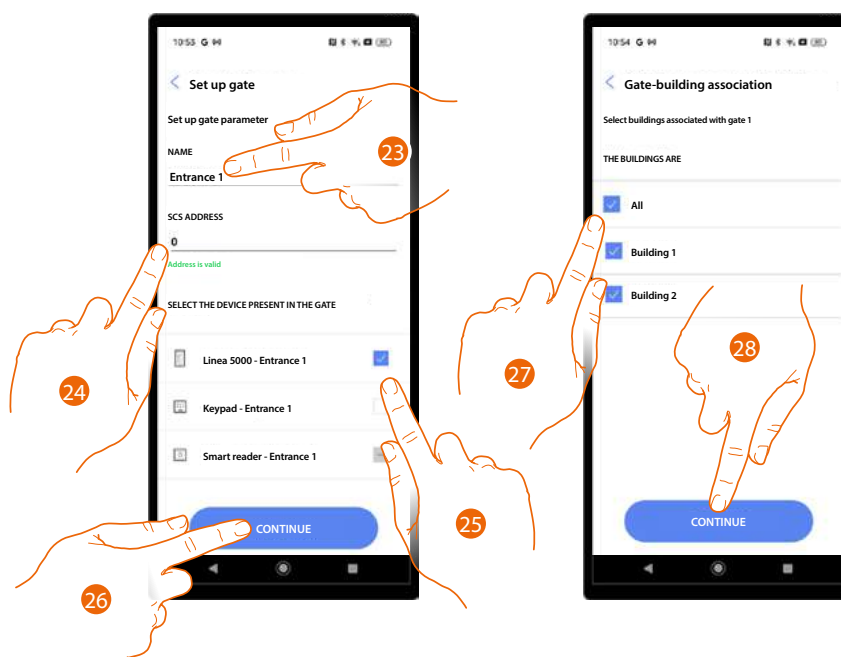 10:53 G
Set up gate
Set up gate parameter
NAME
Entrance 1
SCS ADDRESS
0
Address is valid
SELECT THE DEVICE PRESENT IN THE GATE
Linea 5000 - Entrance 1
Keypad - Entrance 1
Smart reader - Entrance 1
CONTINUE
23
24
25
26
10:54 G
Gate-building association
Select buildings associated with gate 1
THE BUILDINGS ARE
All
Building 1
Building 2
CONTINUE
27
28